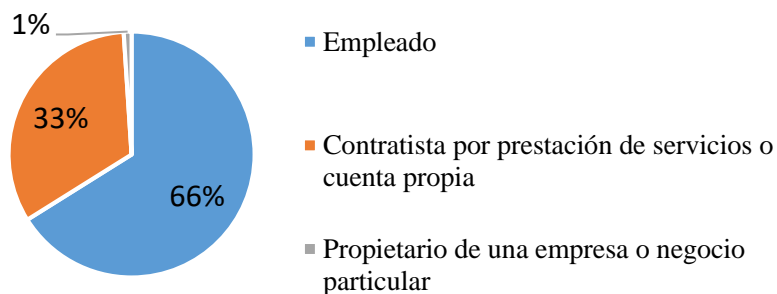 1%
33%
66%
Empleado
Contratista por prestación de servicios o
cuenta propia
Propietario de una empresa o negocio
particular